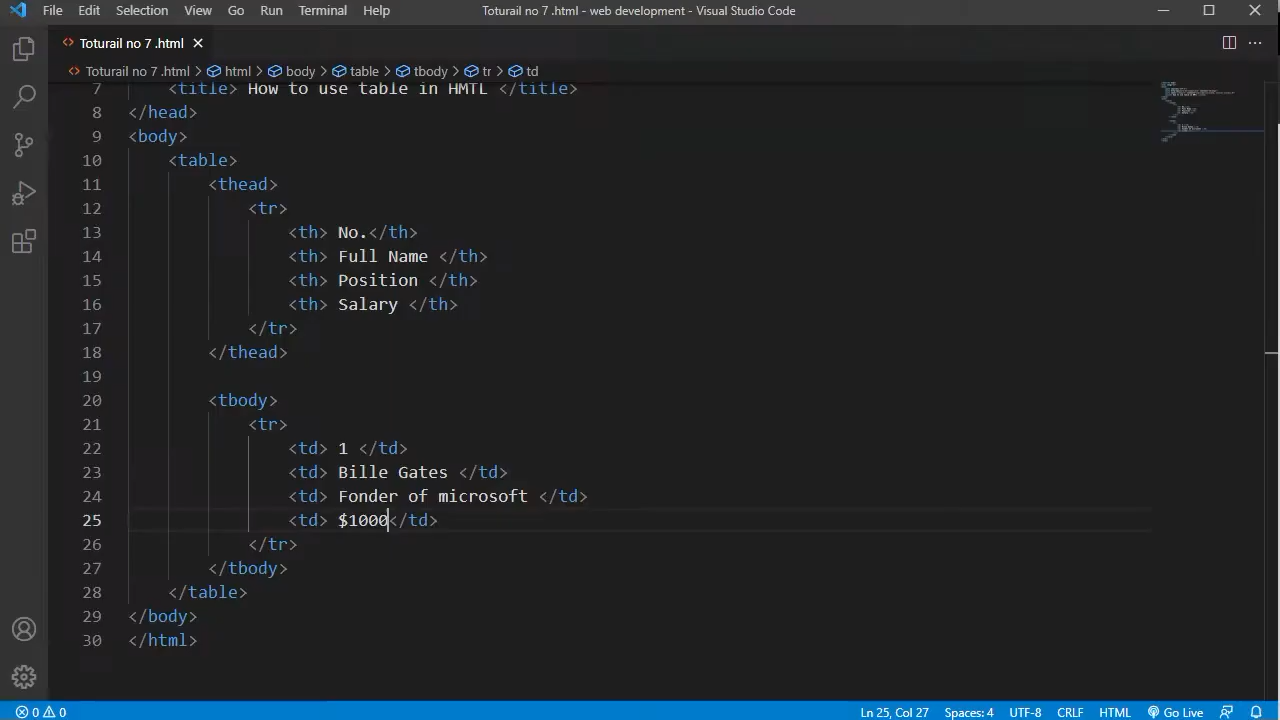 File Edit Selection View Go Run Terminal Help Toturail no 7 .html - web development - Visual Studio Code
Toturail no 7 .html
Toturail no 7 .html > html > body > table > tbody > tr > td
7 <title> How to use table in HMTL </title>
8 </head>
9 <body>
10 <table>
11 <thead>
12 <tr>
13 <th> No.</th>
14 <th> Full Name </th>
15 <th> Position </th>
16 <th> Salary </th>
17 </tr>
18 </thead>
19
20 <tbody>
21 <tr>
22 <td> 1 </td>
23 <td> Bille Gates </td>
24 <td> Fonder of microsoft </td>
25 <td> $1000</td>
26 </tr>
27 </tbody>
28 </table>
29 </body>
30 </html>
0 0 Ln 25, Col 27 Spaces: 4 UTF-8 CRLF HTML Go Live